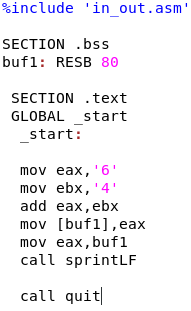 %include 'in_out.asm'
SECTION .bss
buf1: RESB 80
SECTION .text
GLOBAL _start
_start:
mov eax,'6'
mov ebx,'4'
add eax,ebx
mov [buf1],eax
mov eax,buf1
call sprintLF
call quit